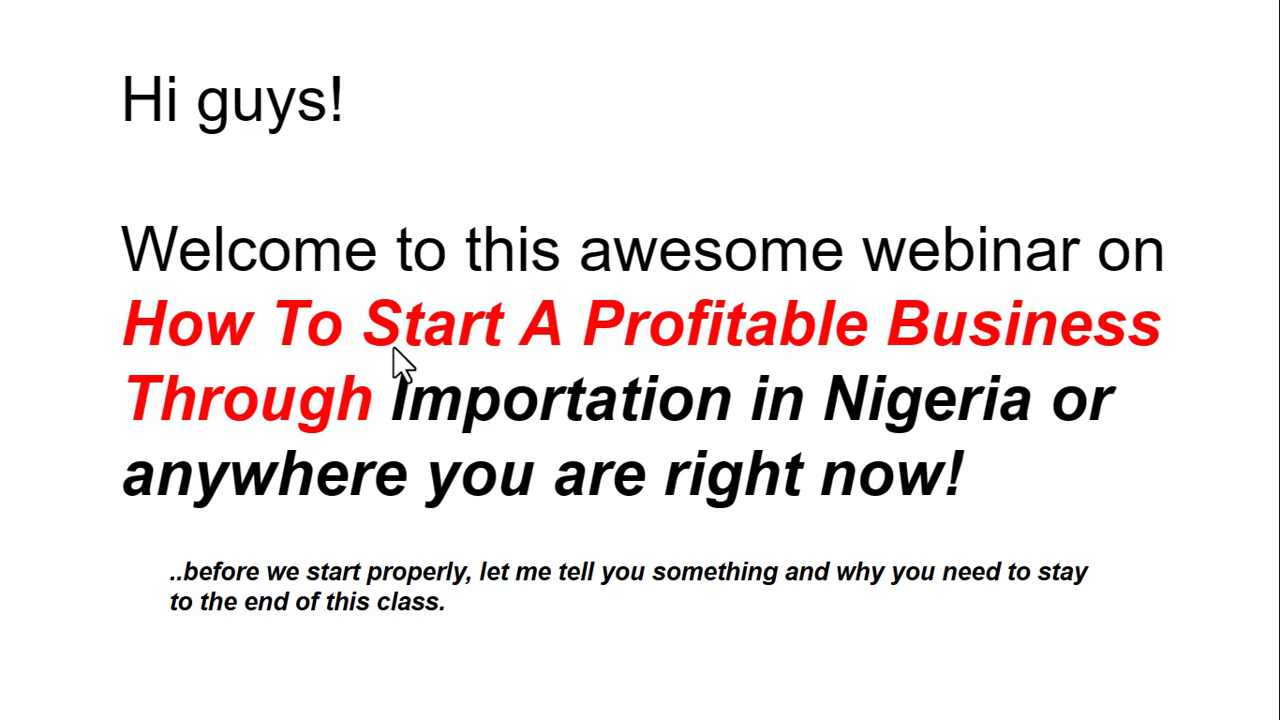 Hi guys!
Welcome to this awesome webinar on
How To Start A Profitable Business
Through Importation in Nigeria or
anywhere you are right now!
..before we start properly, let me tell you something and why you need to stay
to the end of this class.